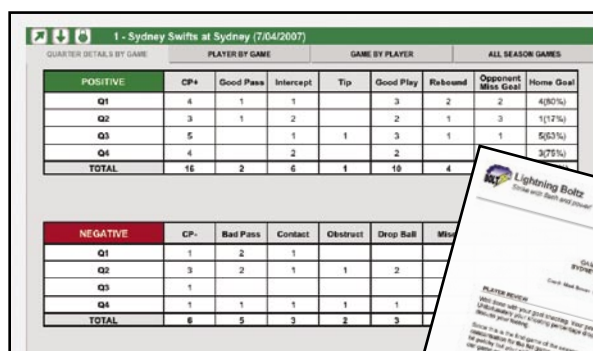 1 - Sydney Swifts at Sydney (7/04/2007)
QUARTER DETAILS BY GAME PLAYER BY GAME GAME BY PLAYER ALL SEASON GAMES
POSITIVE CP+ Good Pass Intercept Tip Good Play Rebound Opponent Miss Goal Home Goal
Q1 4 1 1 3 2 2 4(80%)
Q2 3 1 2 2 1 3 1(17%)
Q3 5 1 1 3 1 1 5(63%)
Q4 4 2 2 3(75%)
TOTAL 16 2 6 1 10 4
NEGATIVE CP- Bad Pass Contact Obstruct Drop Ball
Q1 1 2 1
Q2 3 2 1 1 2
Q3 1
Q4 1 1 1 1 1
TOTAL 6 5 3 2 3
Lightning Boltz
Strike with flash and power
PLAYER REVIEW